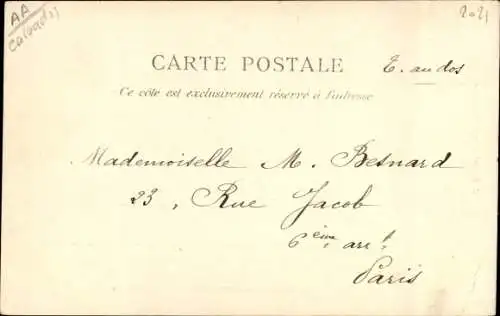 AA
Calvados
2021
CARTE POSTALE
T. au dos
Ce côté est exclusivement réservé à l'adresse
Mademoiselle M. Besnard
23, Rue Jacob
6ème arrt
Paris